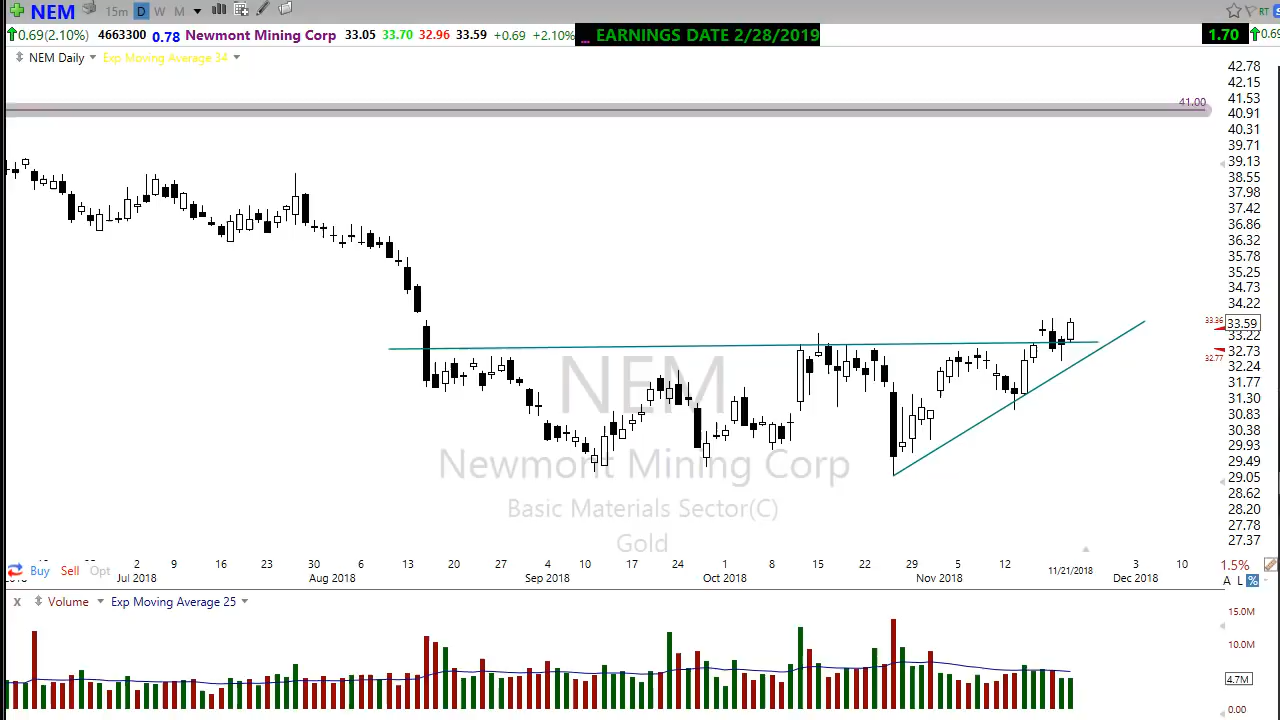 NEM 15m D W M RT
0.69(2.10%) 4663300 0.78 Newmont Mining Corp 33.05 33.70 32.96 33.59 +0.69 +2.10% _ EARNINGS DATE 2/28/2019 1.70 0.69
NEM Daily Exp Moving Average 34
42.78
42.15
41.53
41.00
40.91
40.31
39.71
39.13
38.55
37.98
37.42
36.86
36.32
35.78
35.25
34.73
34.22
33.36
33.59
33.22
32.73
32.77
32.24
31.77
31.30
30.83
30.38
29.93
29.49
29.05
28.62
28.20
27.78
27.37
NEM
Newmont Mining Corp
Basic Materials Sector(C)
Gold
2 9 16 23 30 6 13 20 27 4 10 17 24 1 8 15 22 29 5 12 3 10
Buy Sell Opt 1.5%
Jul 2018 Aug 2018 Sep 2018 Oct 2018 Nov 2018 11/21/2018 Dec 2018 A L %
X Volume Exp Moving Average 25
15.0M
10.0M
4.7M
0.00